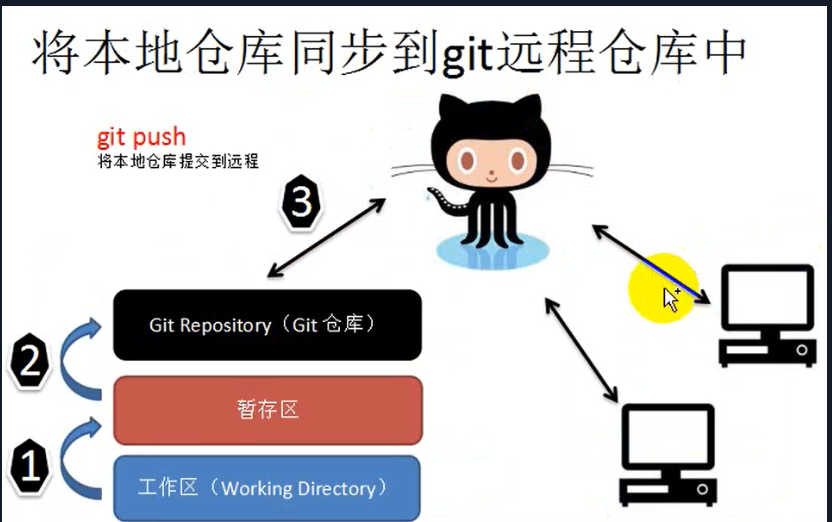 将本地仓库同步到git远程仓库中
git push
将本地仓库提交到远程
3
Git Repository（Git 仓库）
2
暂存区
1
工作区（Working Directory）